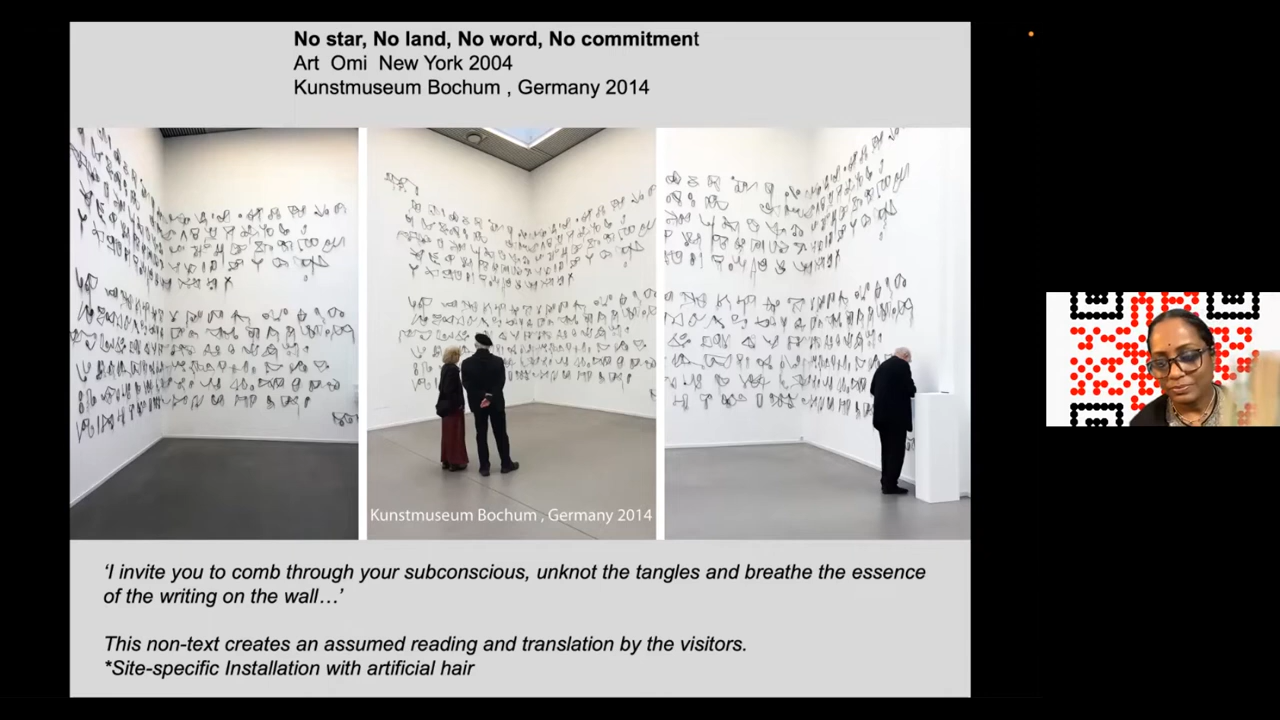 No star, No land, No word, No commitment
Art Omi New York 2004
Kunstmuseum Bochum , Germany 2014
Kunstmuseum Bochum , Germany 2014
‘I invite you to comb through your subconscious, unknot the tangles and breathe the essence
of the writing on the wall…’
This non-text creates an assumed reading and translation by the visitors.
*Site-specific Installation with artificial hair